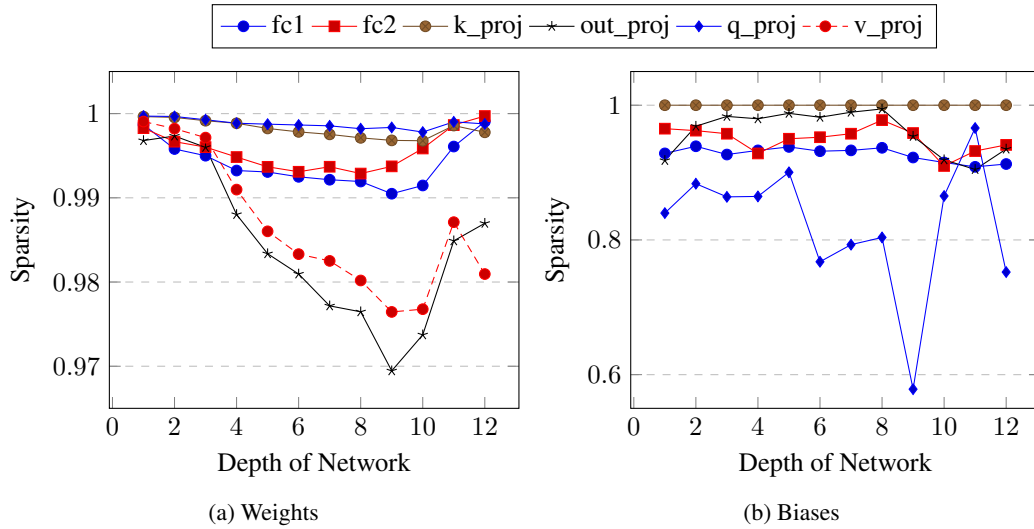 fc1 fc2 k_proj out_proj q_proj v_proj
1
0.99
0.98
0.97
Sparsity
0 2 4 6 8 10 12
Depth of Network
(a) Weights
1
0.8
0.6
Sparsity
0 2 4 6 8 10 12
Depth of Network
(b) Biases